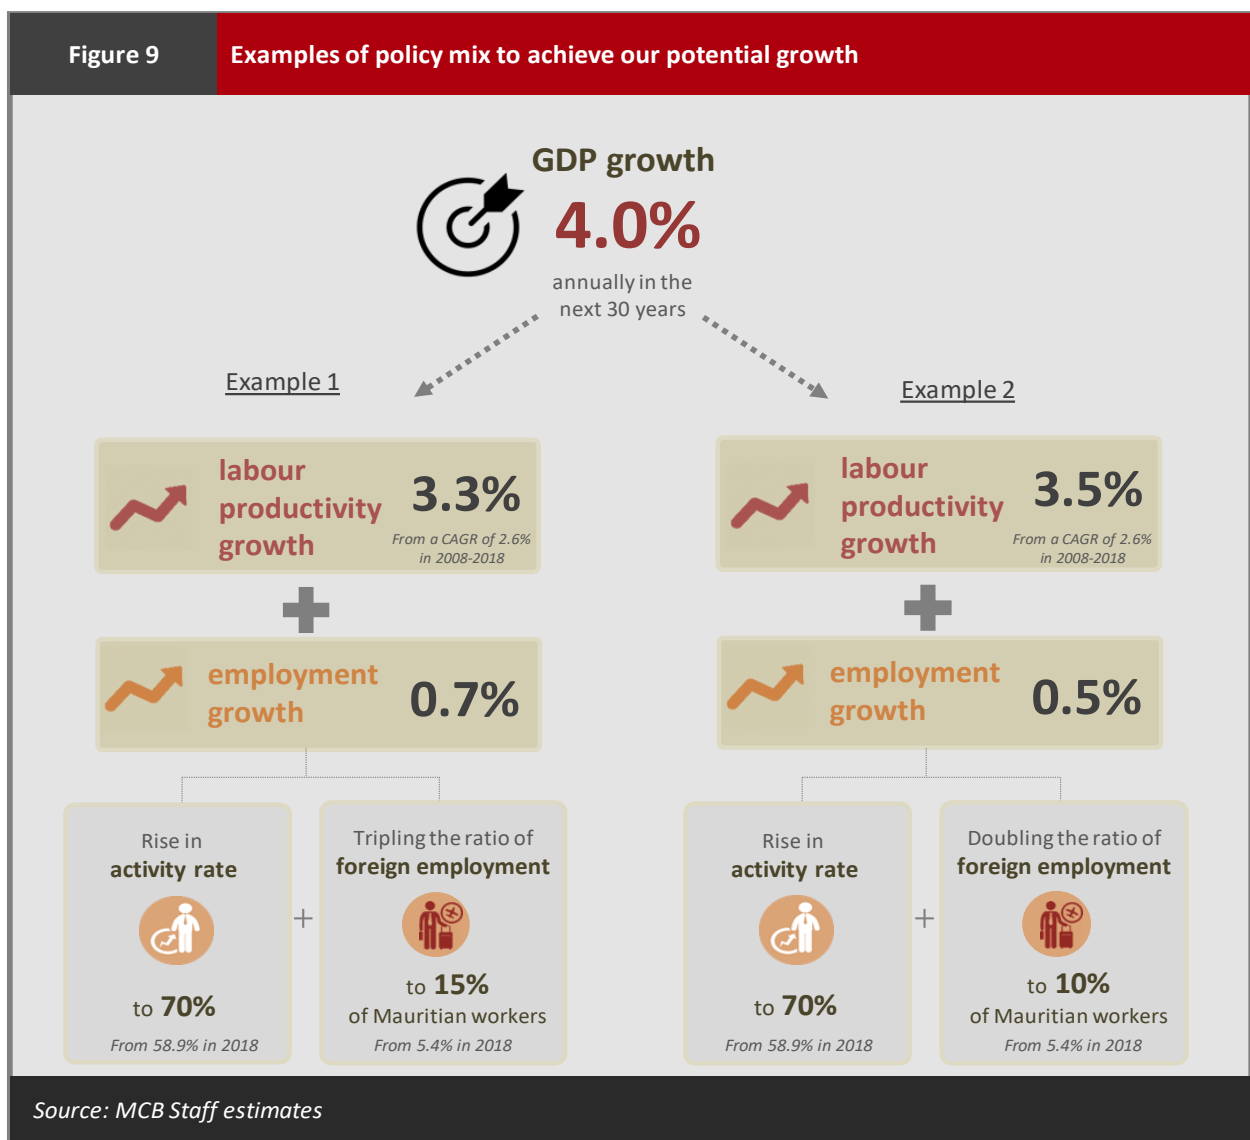 Figure 9
Examples of policy mix to achieve our potential growth
GDP growth
4.0%
annually in the
next 30 years
Example 1
labour
productivity
growth
3.3%
From a CAGR of 2.6%
in 2008-2018
employment
growth
0.7%
Rise in
activity rate
to 70%
From 58.9% in 2018
+
Tripling the ratio of
foreign employment
to 15%
of Mauritian workers
From 5.4% in 2018
Example 2
labour
productivity
growth
3.5%
From a CAGR of 2.6%
in 2008-2018
employment
growth
0.5%
Rise in
activity rate
to 70%
From 58.9% in 2018
+
Doubling the ratio of
foreign employment
to 10%
of Mauritian workers
From 5.4% in 2018
Source: MCB Staff estimates